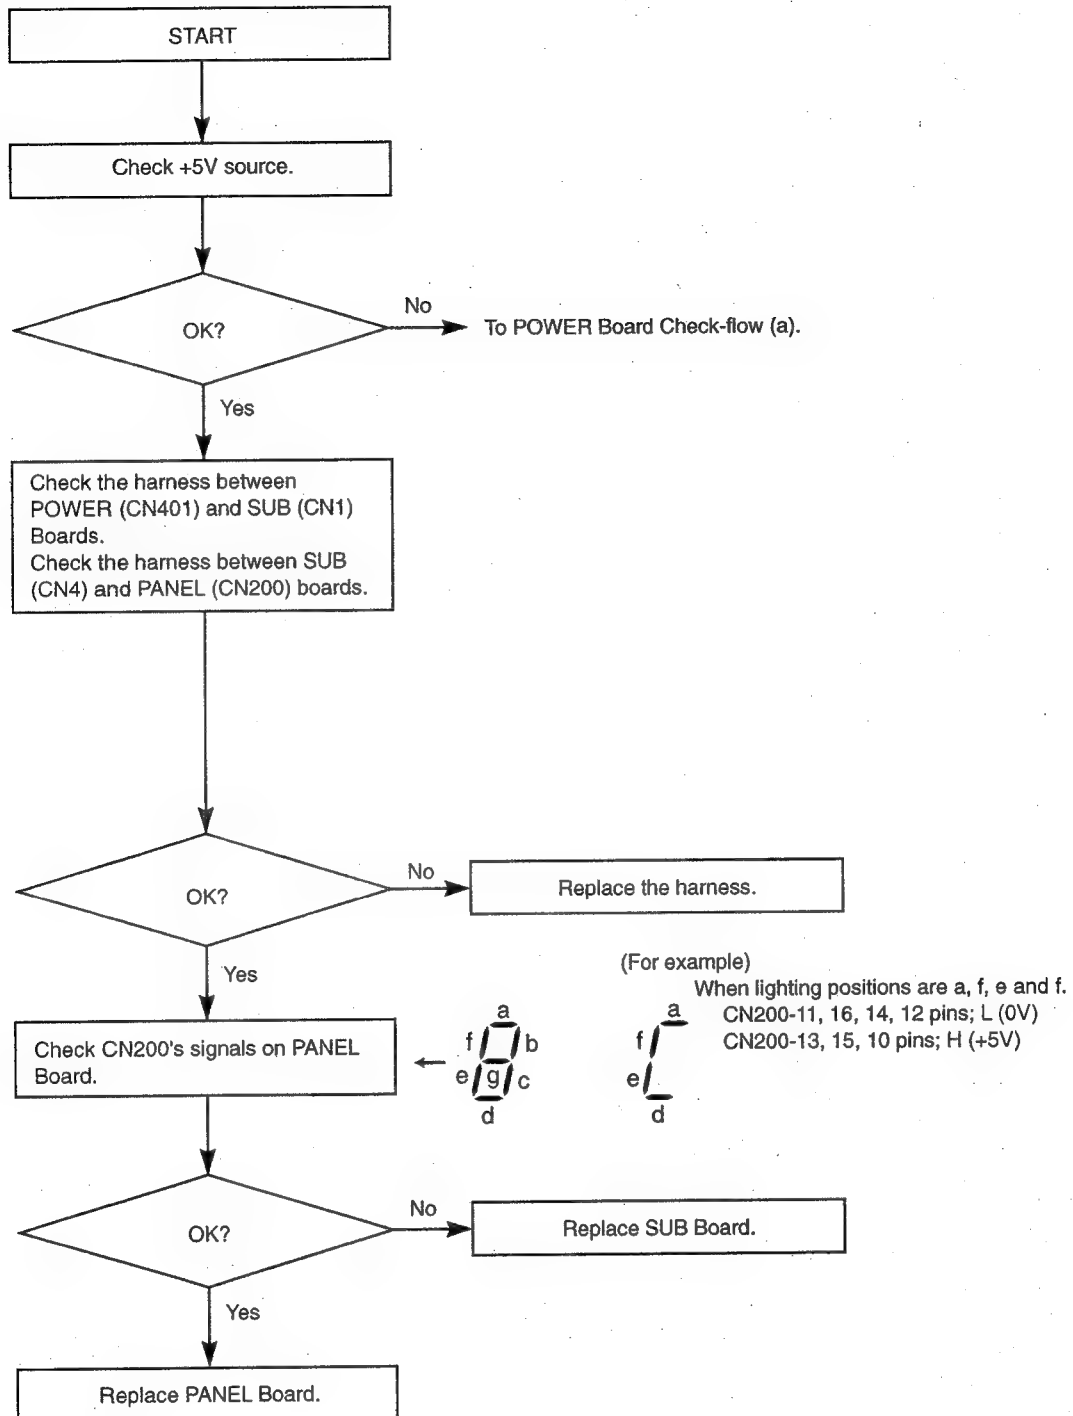 START
Check +5V source.
OK?
No
To POWER Board Check-flow (a).
Yes
Check the harness between
POWER (CN401) and SUB (CN1)
Boards.
Check the harness between SUB
(CN4) and PANEL (CN200) boards.
OK?
No
Replace the harness.
Yes
(For example)
When lighting positions are a, f, e and f.
CN200-11, 16, 14, 12 pins; L (0V)
CN200-13, 15, 10 pins; H (+5V)
Check CN200's signals on PANEL
Board.
a
f b
e g c
d
a
f
e
d
OK?
No
Replace SUB Board.
Yes
Replace PANEL Board.